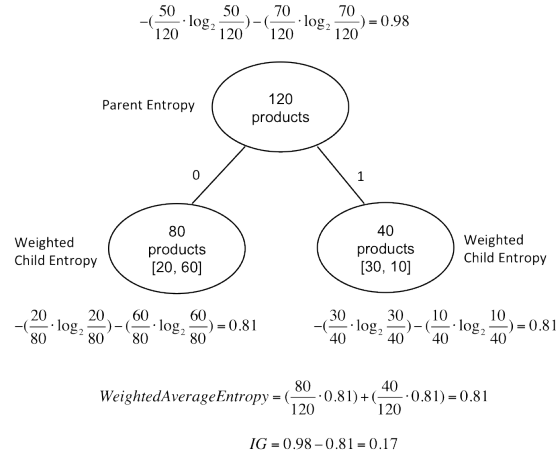 −(50/120 · log₂ 50/120) − (70/120 · log₂ 70/120) = 0.98
Parent Entropy
120
products
0
1
Weighted
Child Entropy
80
products
[20, 60]
40
products
[30, 10]
Weighted
Child Entropy
−(20/80 · log₂ 20/80) − (60/80 · log₂ 60/80) = 0.81
−(30/40 · log₂ 30/40) − (10/40 · log₂ 10/40) = 0.81
WeightedAverageEntropy = (80/120 · 0.81) + (40/120 · 0.81) = 0.81
IG = 0.98 − 0.81 = 0.17